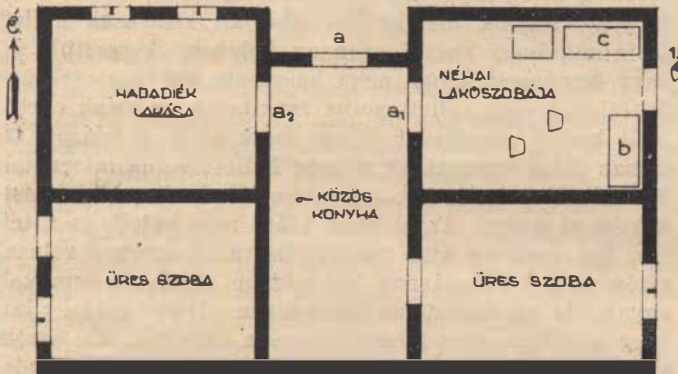 é
a
c
1.
HADADIÉK
LAKÁSA
NÉHAI
LAKÓSZOBÁJA
a₂
a₁
b
KÖZÖS
KONYHA
ÜRES SZOBA
ÜRES SZOBA